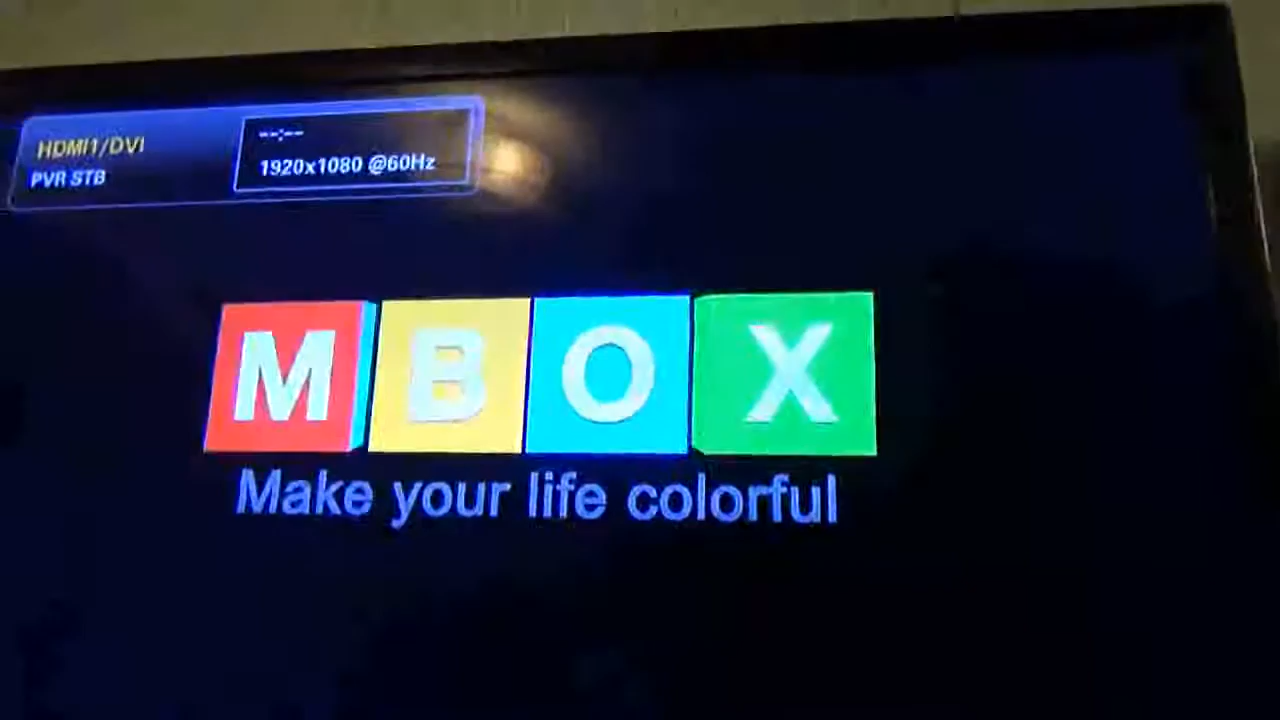 HDMI1/DVI
PVR STB
--:--
1920x1080 @60Hz
MBOX
Make your life colorful